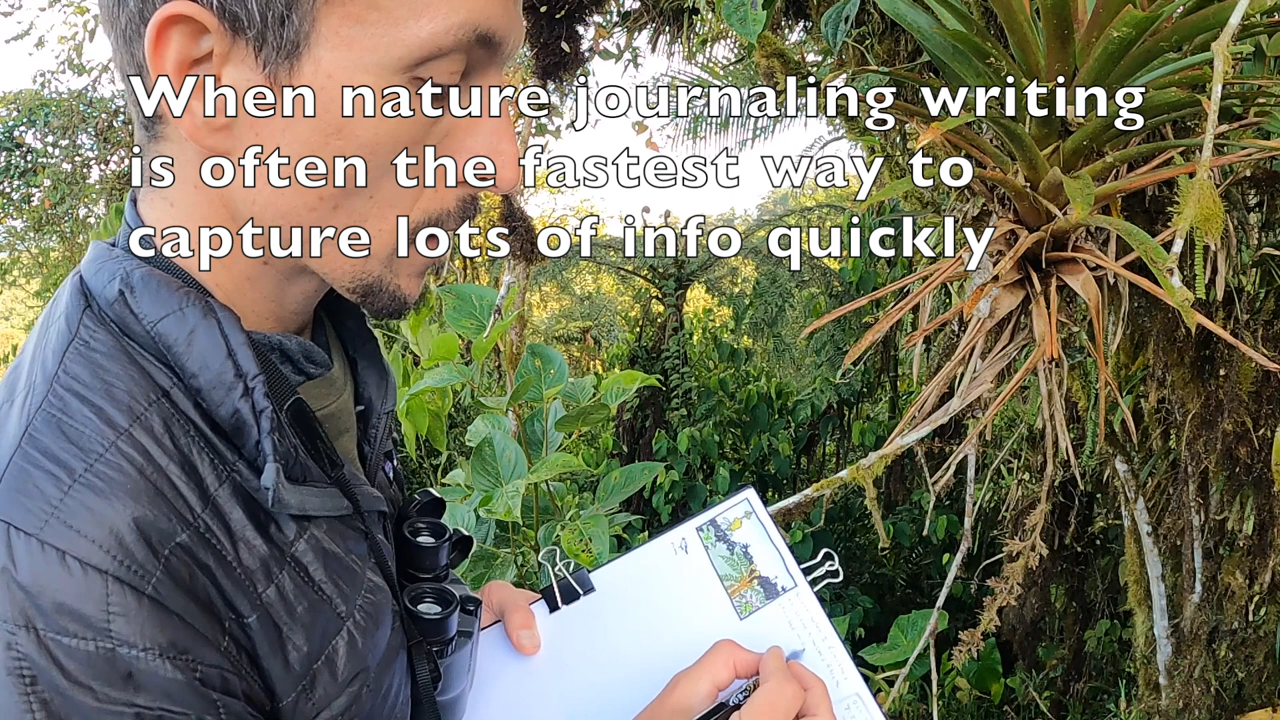 When nature journaling writing
is often the fastest way to
capture lots of info quickly